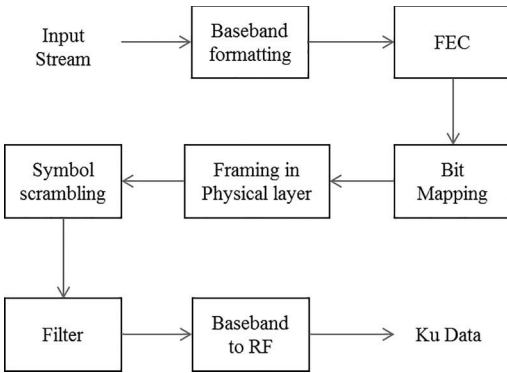 Input
Stream
Baseband
formatting
FEC
Bit
Mapping
Framing in
Physical layer
Symbol
scrambling
Filter
Baseband
to RF
Ku Data